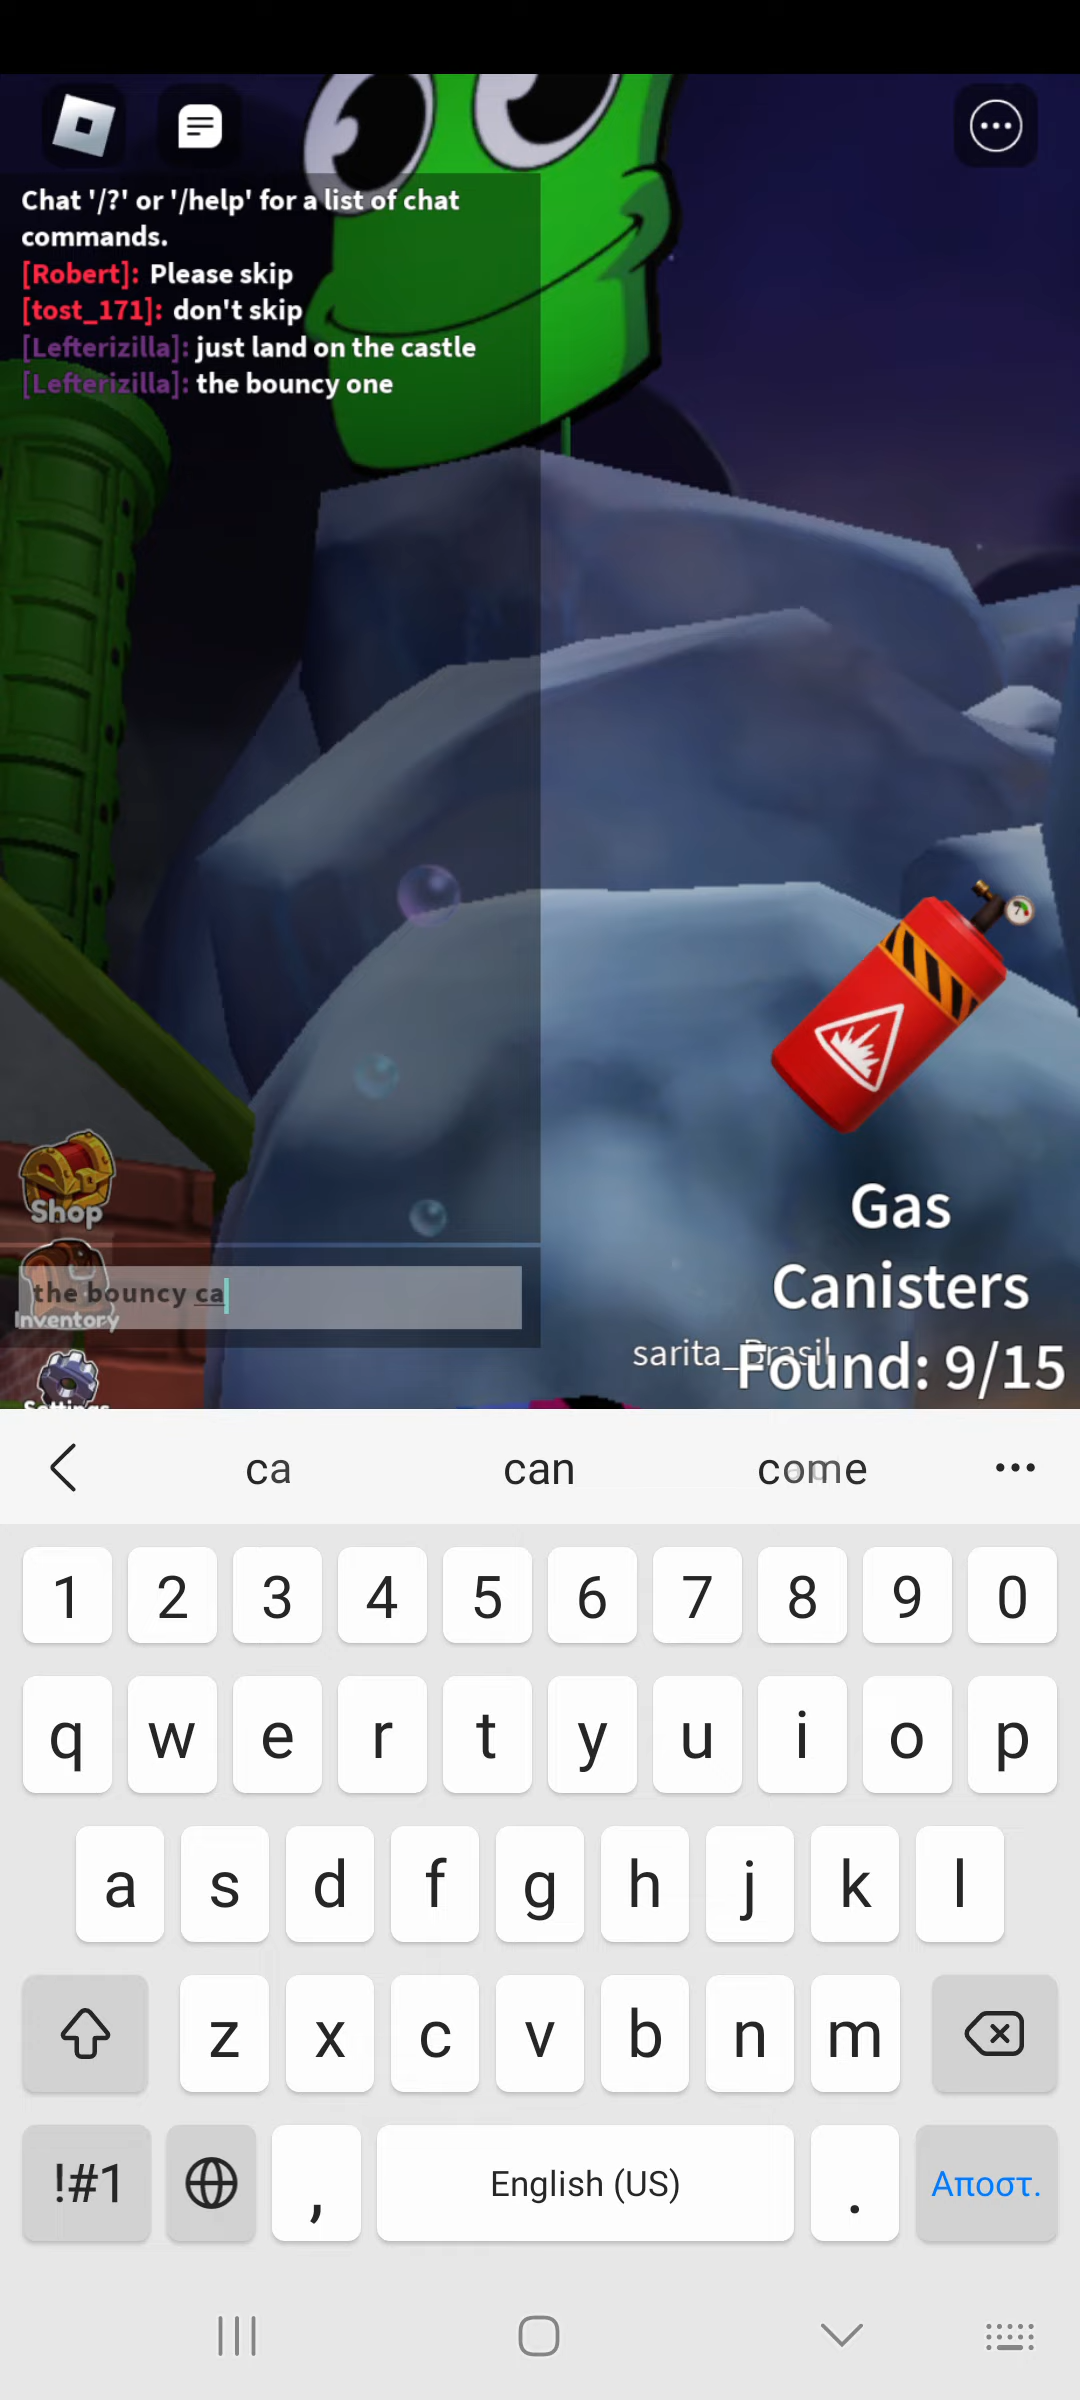 Chat '/?' or '/help' for a list of chat
commands.
[Robert]: Please skip
[tost_171]: don't skip
[Lefterizilla]: just land on the castle
[Lefterizilla]: the bouncy one
Shop
the bouncy ca
Inventory
Settings
Gas
Canisters
sarita_Brasil
Found: 9/15
ca can come
1 2 3 4 5 6 7 8 9 0
q w e r t y u i o p
a s d f g h j k l
z x c v b n m
!#1 , English (US) . Αποστ.